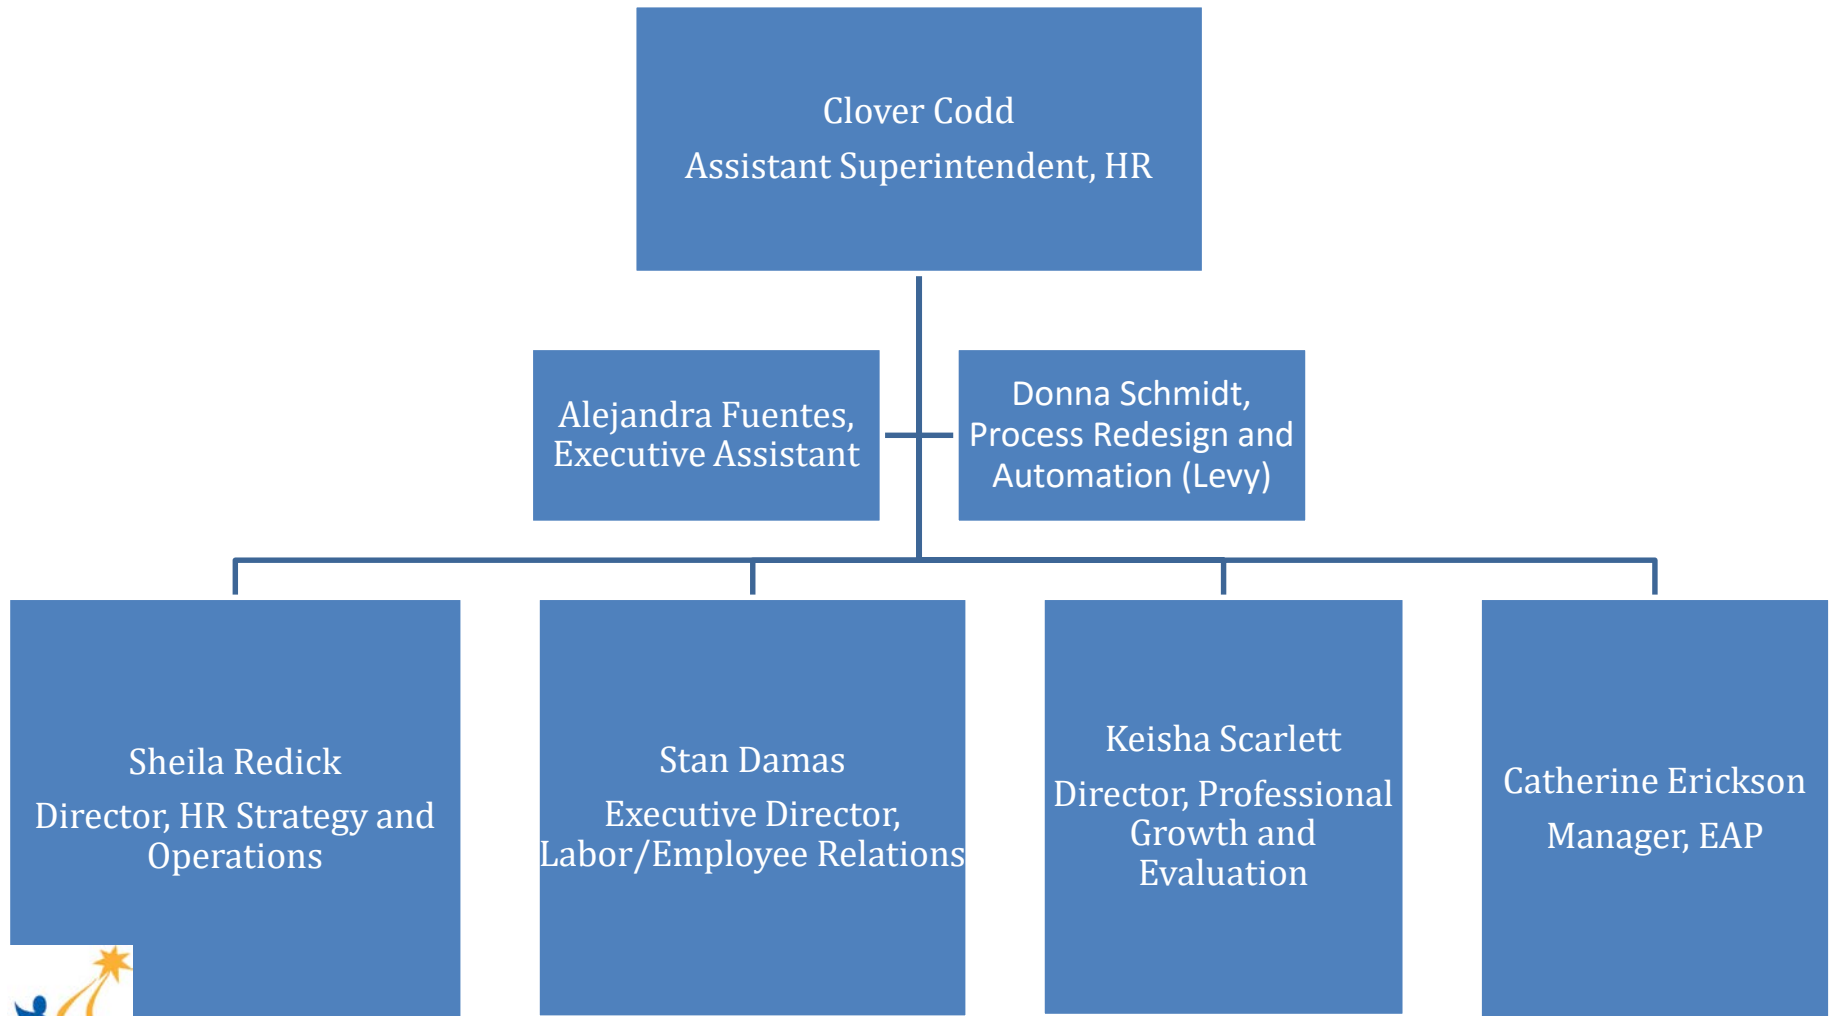 Clover Codd
Assistant Superintendent, HR
Alejandra Fuentes,
Executive Assistant
Donna Schmidt,
Process Redesign and
Automation (Levy)
Sheila Redick
Director, HR Strategy and
Operations
Stan Damas
Executive Director,
Labor/Employee Relations
Keisha Scarlett
Director, Professional
Growth and
Evaluation
Catherine Erickson
Manager, EAP